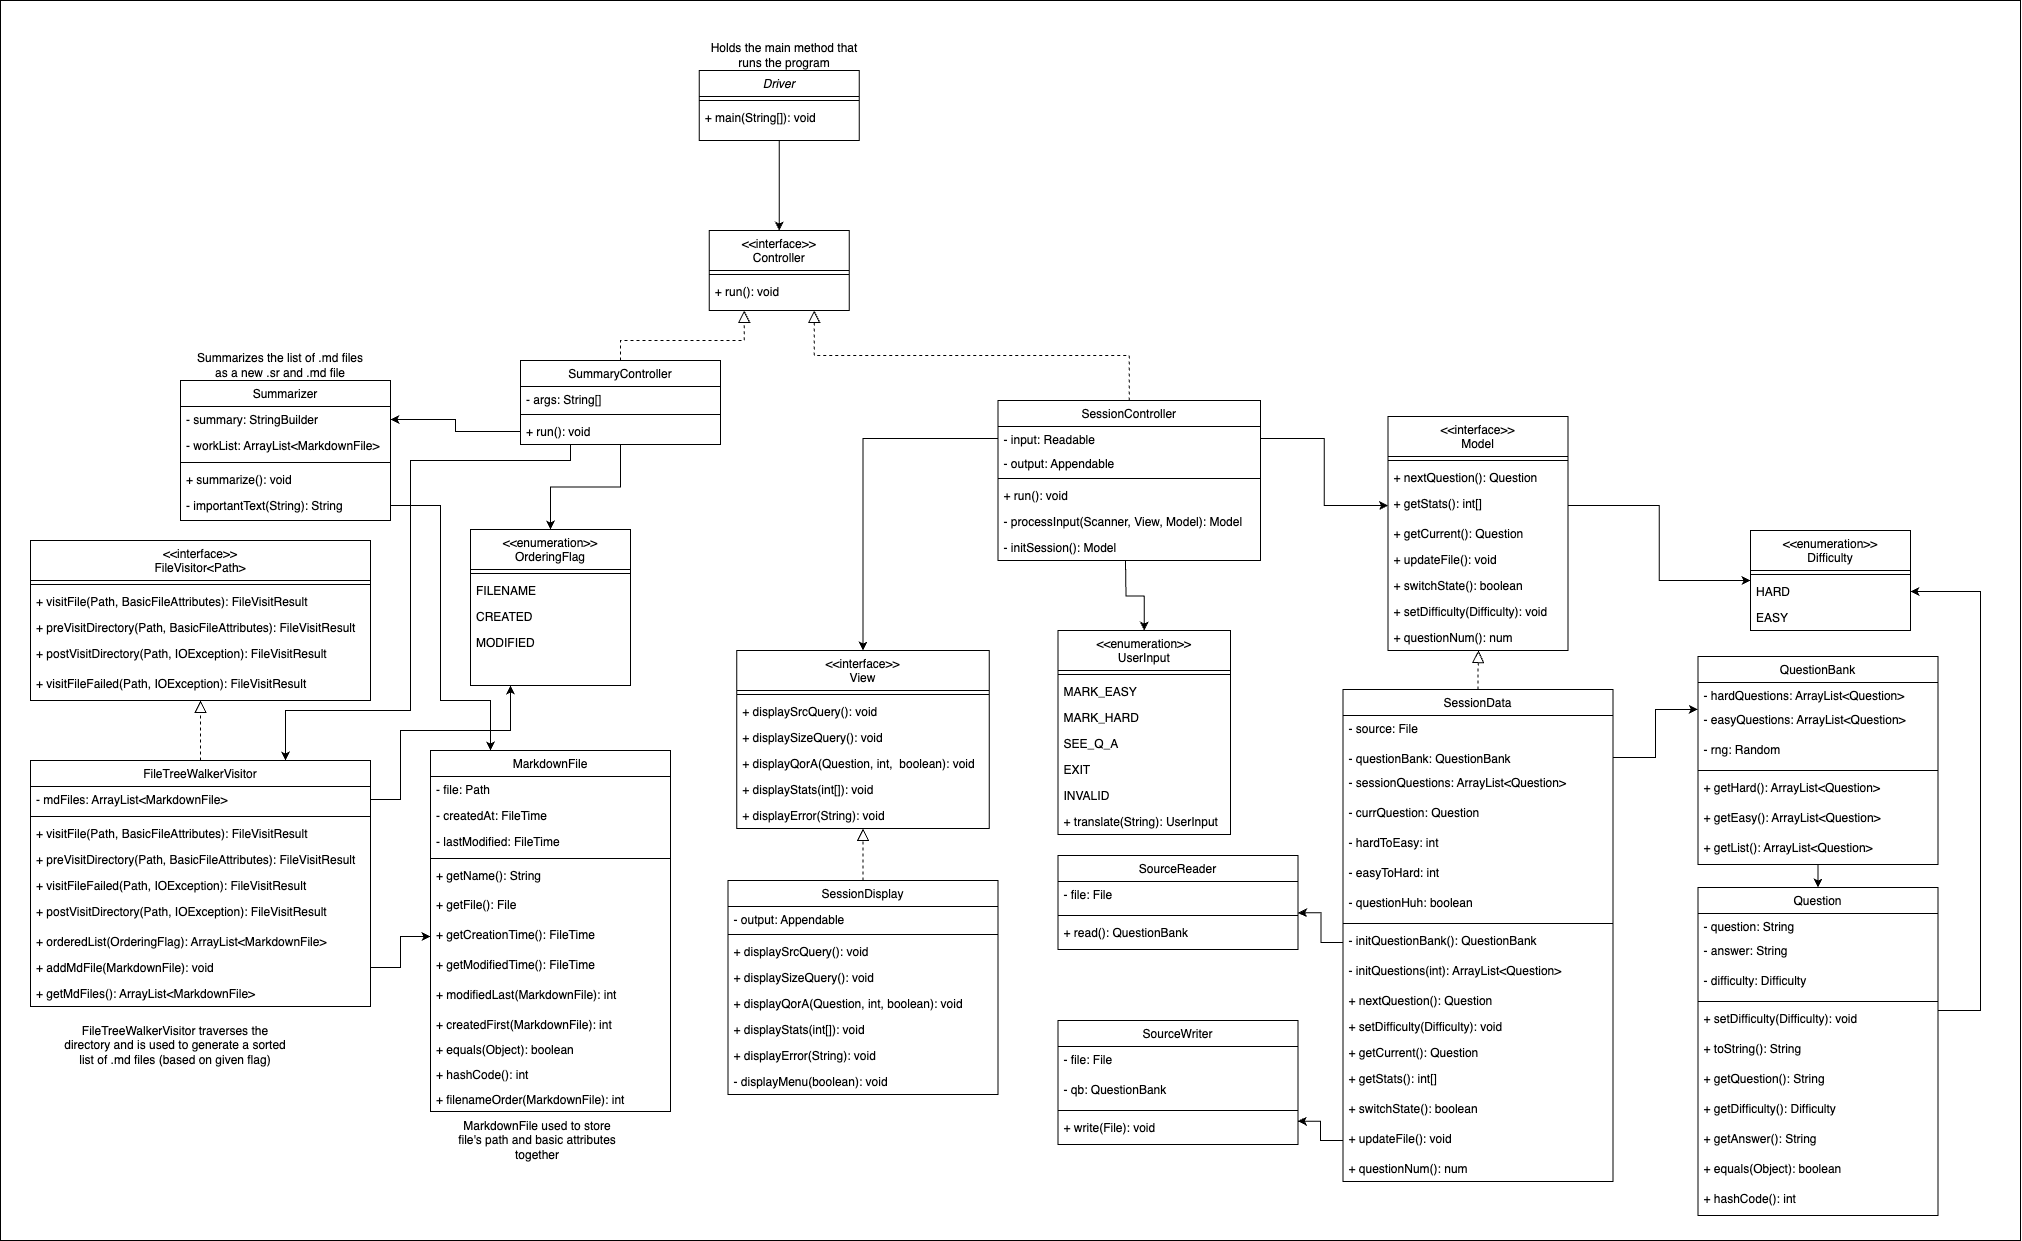 Holds the main method that
runs the program
Driver
+ main(String[]): void
<<interface>>
Controller
+ run(): void
Summarizes the list of .md files
as a new .sr and .md file
Summarizer
- summary: StringBuilder
- workList: ArrayList<MarkdownFile>
+ summarize(): void
- importantText(String): String
SummaryController
- args: String[]
+ run(): void
<<interface>>
FileVisitor<Path>
+ visitFile(Path, BasicFileAttributes): FileVisitResult
+ preVisitDirectory(Path, BasicFileAttributes): FileVisitResult
+ postVisitDirectory(Path, IOException): FileVisitResult
+ visitFileFailed(Path, IOException): FileVisitResult
<<enumeration>>
OrderingFlag
FILENAME
CREATED
MODIFIED
FileTreeWalkerVisitor
- mdFiles: ArrayList<MarkdownFile>
+ visitFile(Path, BasicFileAttributes): FileVisitResult
+ preVisitDirectory(Path, BasicFileAttributes): FileVisitResult
+ visitFileFailed(Path, IOException): FileVisitResult
+ postVisitDirectory(Path, IOException): FileVisitResult
+ orderedList(OrderingFlag): ArrayList<MarkdownFile>
+ addMdFile(MarkdownFile): void
+ getMdFiles(): ArrayList<MarkdownFile>
FileTreeWalkerVisitor traverses the
directory and is used to generate a sorted
list of .md files (based on given flag)
MarkdownFile
- file: Path
- createdAt: FileTime
- lastModified: FileTime
+ getName(): String
+ getFile(): File
+ getCreationTime(): FileTime
+ getModifiedTime(): FileTime
+ modifiedLast(MarkdownFile): int
+ createdFirst(MarkdownFile): int
+ equals(Object): boolean
+ hashCode(): int
+ filenameOrder(MarkdownFile): int
MarkdownFile used to store
file's path and basic attributes
together
SessionController
- input: Readable
- output: Appendable
+ run(): void
- processInput(Scanner, View, Model): Model
- initSession(): Model
<<interface>>
View
+ displaySrcQuery(): void
+ displaySizeQuery(): void
+ displayQorA(Question, int,  boolean): void
+ displayStats(int[]): void
+ displayError(String): void
SessionDisplay
- output: Appendable
+ displaySrcQuery(): void
+ displaySizeQuery(): void
+ displayQorA(Question, int, boolean): void
+ displayStats(int[]): void
+ displayError(String): void
- displayMenu(boolean): void
<<enumeration>>
UserInput
MARK_EASY
MARK_HARD
SEE_Q_A
EXIT
INVALID
+ translate(String): UserInput
SourceReader
- file: File
+ read(): QuestionBank
SourceWriter
- file: File
- qb: QuestionBank
+ write(File): void
<<interface>>
Model
+ nextQuestion(): Question
+ getStats(): int[]
+ getCurrent(): Question
+ updateFile(): void
+ switchState(): boolean
+ setDifficulty(Difficulty): void
+ questionNum(): num
SessionData
- source: File
- questionBank: QuestionBank
- sessionQuestions: ArrayList<Question>
- currQuestion: Question
- hardToEasy: int
- easyToHard: int
- questionHuh: boolean
- initQuestionBank(): QuestionBank
- initQuestions(int): ArrayList<Question>
+ nextQuestion(): Question
+ setDifficulty(Difficulty): void
+ getCurrent(): Question
+ getStats(): int[]
+ switchState(): boolean
+ updateFile(): void
+ questionNum(): num
<<enumeration>>
Difficulty
HARD
EASY
QuestionBank
- hardQuestions: ArrayList<Question>
- easyQuestions: ArrayList<Question>
- rng: Random
+ getHard(): ArrayList<Question>
+ getEasy(): ArrayList<Question>
+ getList(): ArrayList<Question>
Question
- question: String
- answer: String
- difficulty: Difficulty
+ setDifficulty(Difficulty): void
+ toString(): String
+ getQuestion(): String
+ getDifficulty(): Difficulty
+ getAnswer(): String
+ equals(Object): boolean
+ hashCode(): int